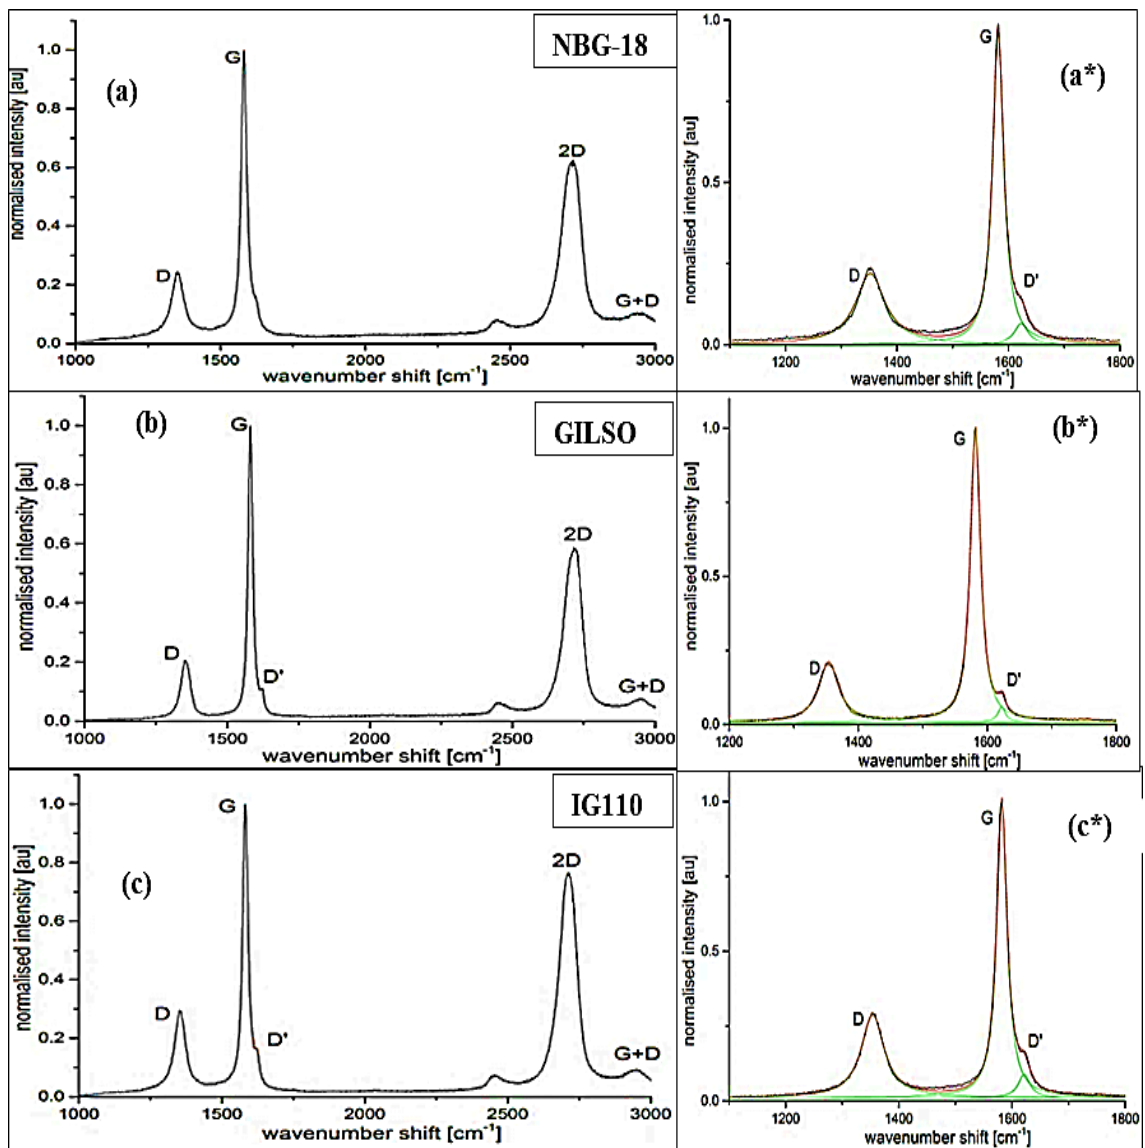 NBG-18
(a)
G
D
2D
G+D
1.0
0.8
0.6
0.4
0.2
0.0
1000 1500 2000 2500 3000
normalised intensity [au]
wavenumber shift [cm⁻¹]
(a*)
G
D
D'
1.0
0.5
0.0
1200 1400 1600 1800
normalised intensity [au]
wavenumber shift [cm⁻¹]
GILSO
(b)
G
D
D'
2D
G+D
1.0
0.8
0.6
0.4
0.2
0.0
1000 1500 2000 2500 3000
normalised intensity [au]
wavenumber shift [cm⁻¹]
(b*)
G
D
D'
1.0
0.5
0.0
1200 1400 1600 1800
normalised intensity [au]
wavenumber shift [cm⁻¹]
IG110
(c)
G
D
D'
2D
G+D
1.0
0.8
0.6
0.4
0.2
0.0
1000 1500 2000 2500 3000
normalised intensity [au]
wavenumber shift [cm⁻¹]
(c*)
G
D
D'
1.0
0.5
0.0
1200 1400 1600 1800
normalised intensity [au]
wavenumber shift [cm⁻¹]